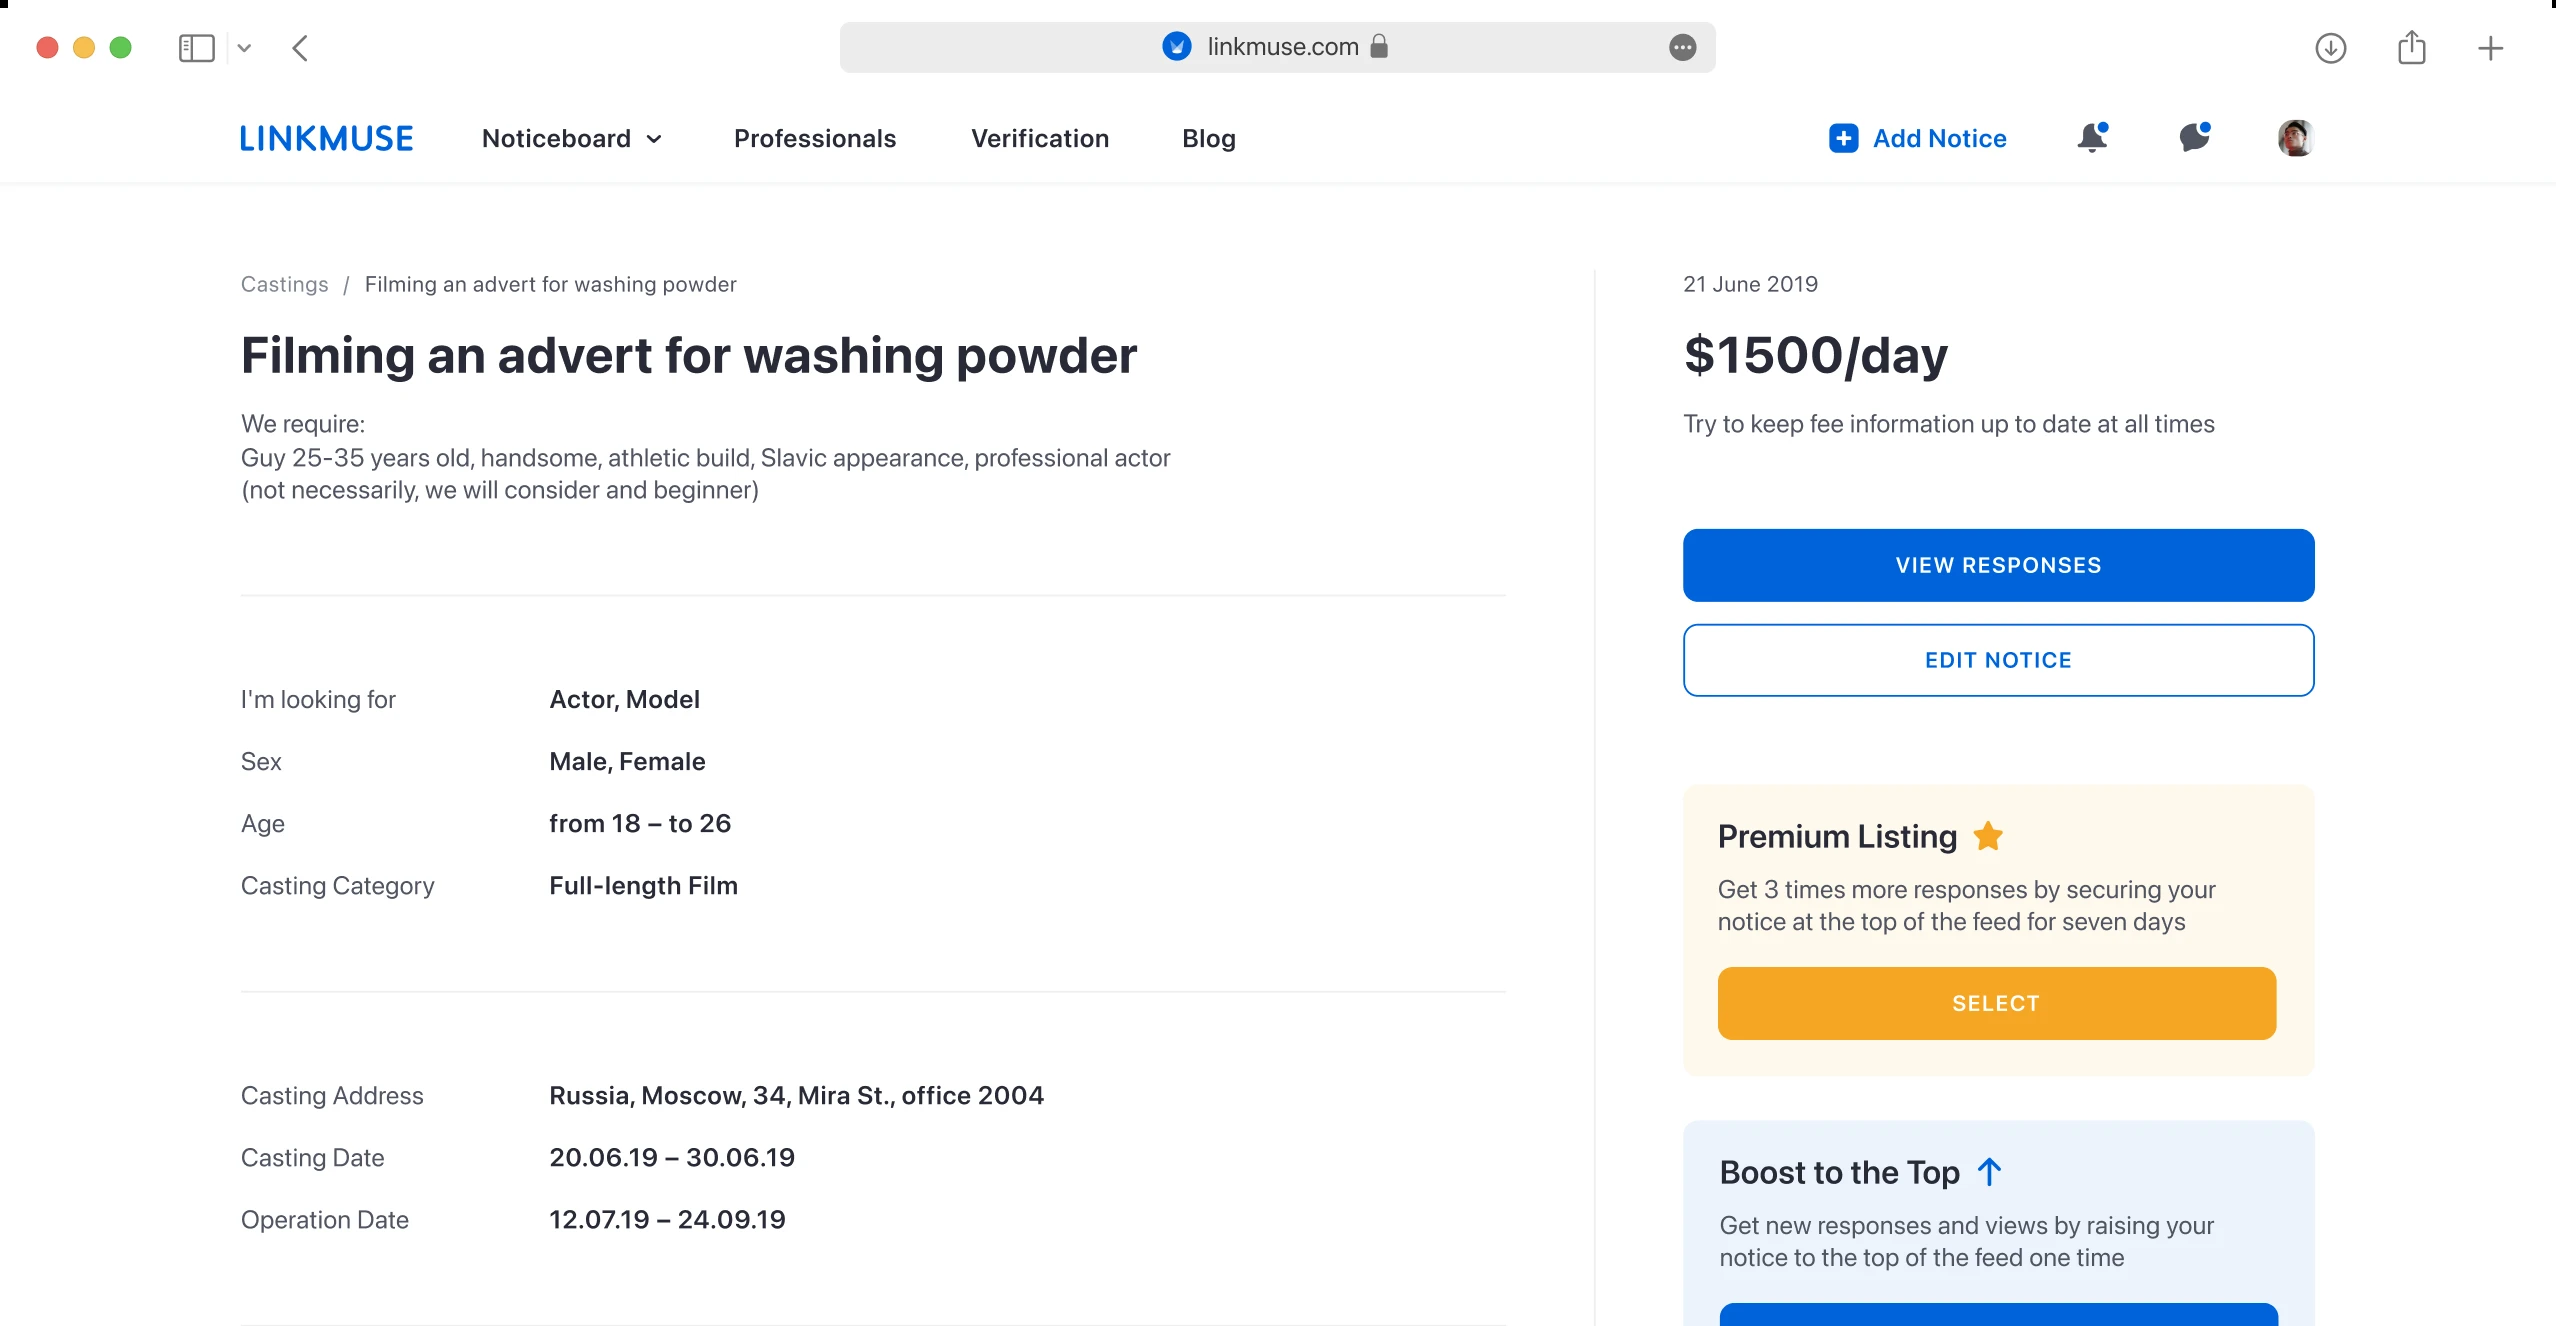 linkmuse.com
LINKMUSE
Noticeboard
Professionals
Verification
Blog
Add Notice
Castings / Filming an advert for washing powder
Filming an advert for washing powder
We require:
Guy 25-35 years old, handsome, athletic build, Slavic appearance, professional actor
(not necessarily, we will consider and beginner)
I'm looking for
Actor, Model
Sex
Male, Female
Age
from 18 – to 26
Casting Category
Full-length Film
Casting Address
Russia, Moscow, 34, Mira St., office 2004
Casting Date
20.06.19 – 30.06.19
Operation Date
12.07.19 – 24.09.19
21 June 2019
$1500/day
Try to keep fee information up to date at all times
VIEW RESPONSES
EDIT NOTICE
Premium Listing
Get 3 times more responses by securing your
notice at the top of the feed for seven days
SELECT
Boost to the Top
Get new responses and views by raising your
notice to the top of the feed one time